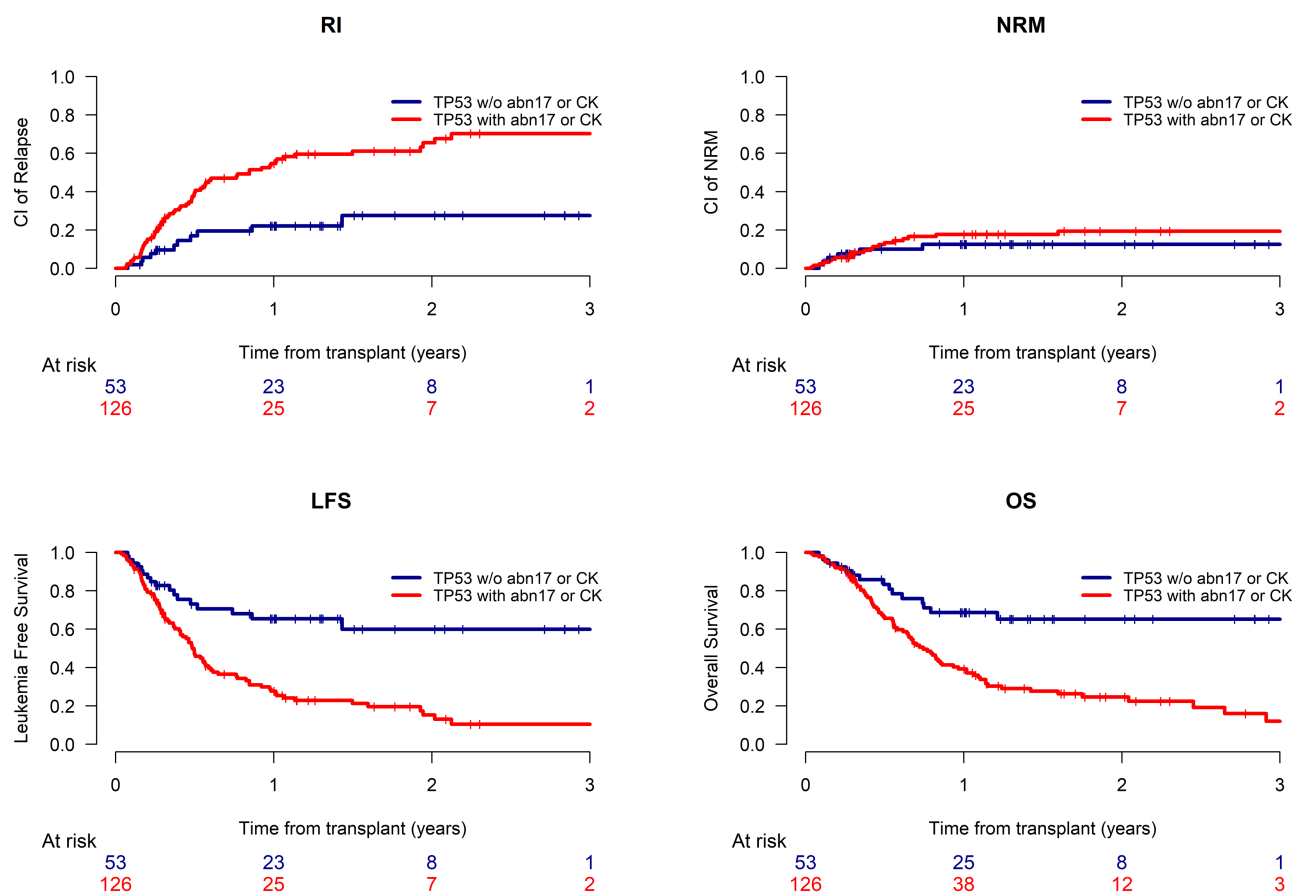 RI
CI of Relapse
1.0
0.8
0.6
0.4
0.2
0.0
TP53 w/o abn17 or CK
TP53 with abn17 or CK
0 1 2 3
Time from transplant (years)
At risk
53 23 8 1
126 25 7 2
NRM
CI of NRM
1.0
0.8
0.6
0.4
0.2
0.0
TP53 w/o abn17 or CK
TP53 with abn17 or CK
0 1 2 3
Time from transplant (years)
At risk
53 23 8 1
126 25 7 2
LFS
Leukemia Free Survival
1.0
0.8
0.6
0.4
0.2
0.0
TP53 w/o abn17 or CK
TP53 with abn17 or CK
0 1 2 3
Time from transplant (years)
At risk
53 23 8 1
126 25 7 2
OS
Overall Survival
1.0
0.8
0.6
0.4
0.2
0.0
TP53 w/o abn17 or CK
TP53 with abn17 or CK
0 1 2 3
Time from transplant (years)
At risk
53 25 8 1
126 38 12 3